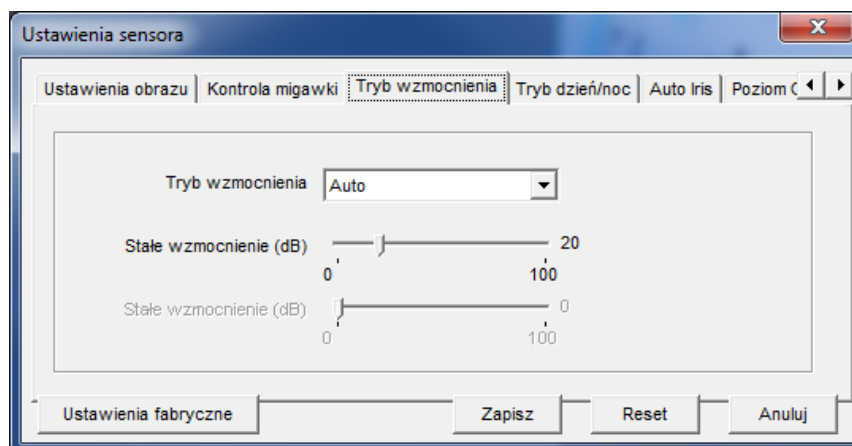 Ustawienia sensora
Ustawienia obrazu Kontrola migawki Tryb wzmocnienia Tryb dzień/noc Auto Iris Poziom
Tryb wzmocnienia Auto
Stałe wzmocnienie (dB) 20
0 100
Stałe wzmocnienie (dB) 0
0 100
Ustawienia fabryczne Zapisz Reset Anuluj